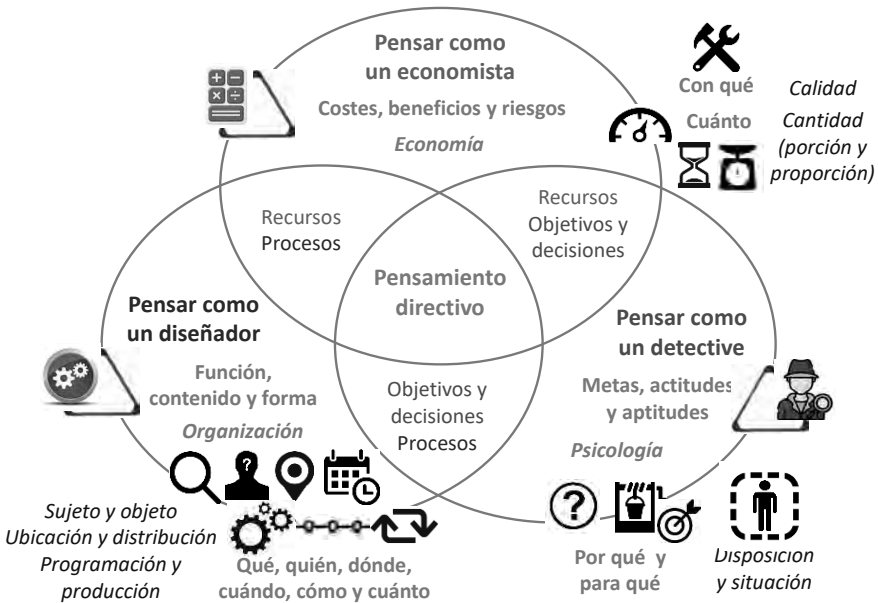 Pensar como
un economista
Costes, beneficios y riesgos
Economía
Con qué
Cuánto
Calidad
Cantidad
(porción y
proporción)
Recursos
Procesos
Recursos
Objetivos y
decisiones
Pensamiento
directivo
Pensar como
un diseñador
Función,
contenido y forma
Organización
Objetivos y
decisiones
Procesos
Pensar como
un detective
Metas, actitudes
y aptitudes
Psicología
Sujeto y objeto
Ubicación y distribución
Programación y
producción
Qué, quién, dónde,
cuándo, cómo y cuánto
Por qué y
para qué
Disposición
y situación